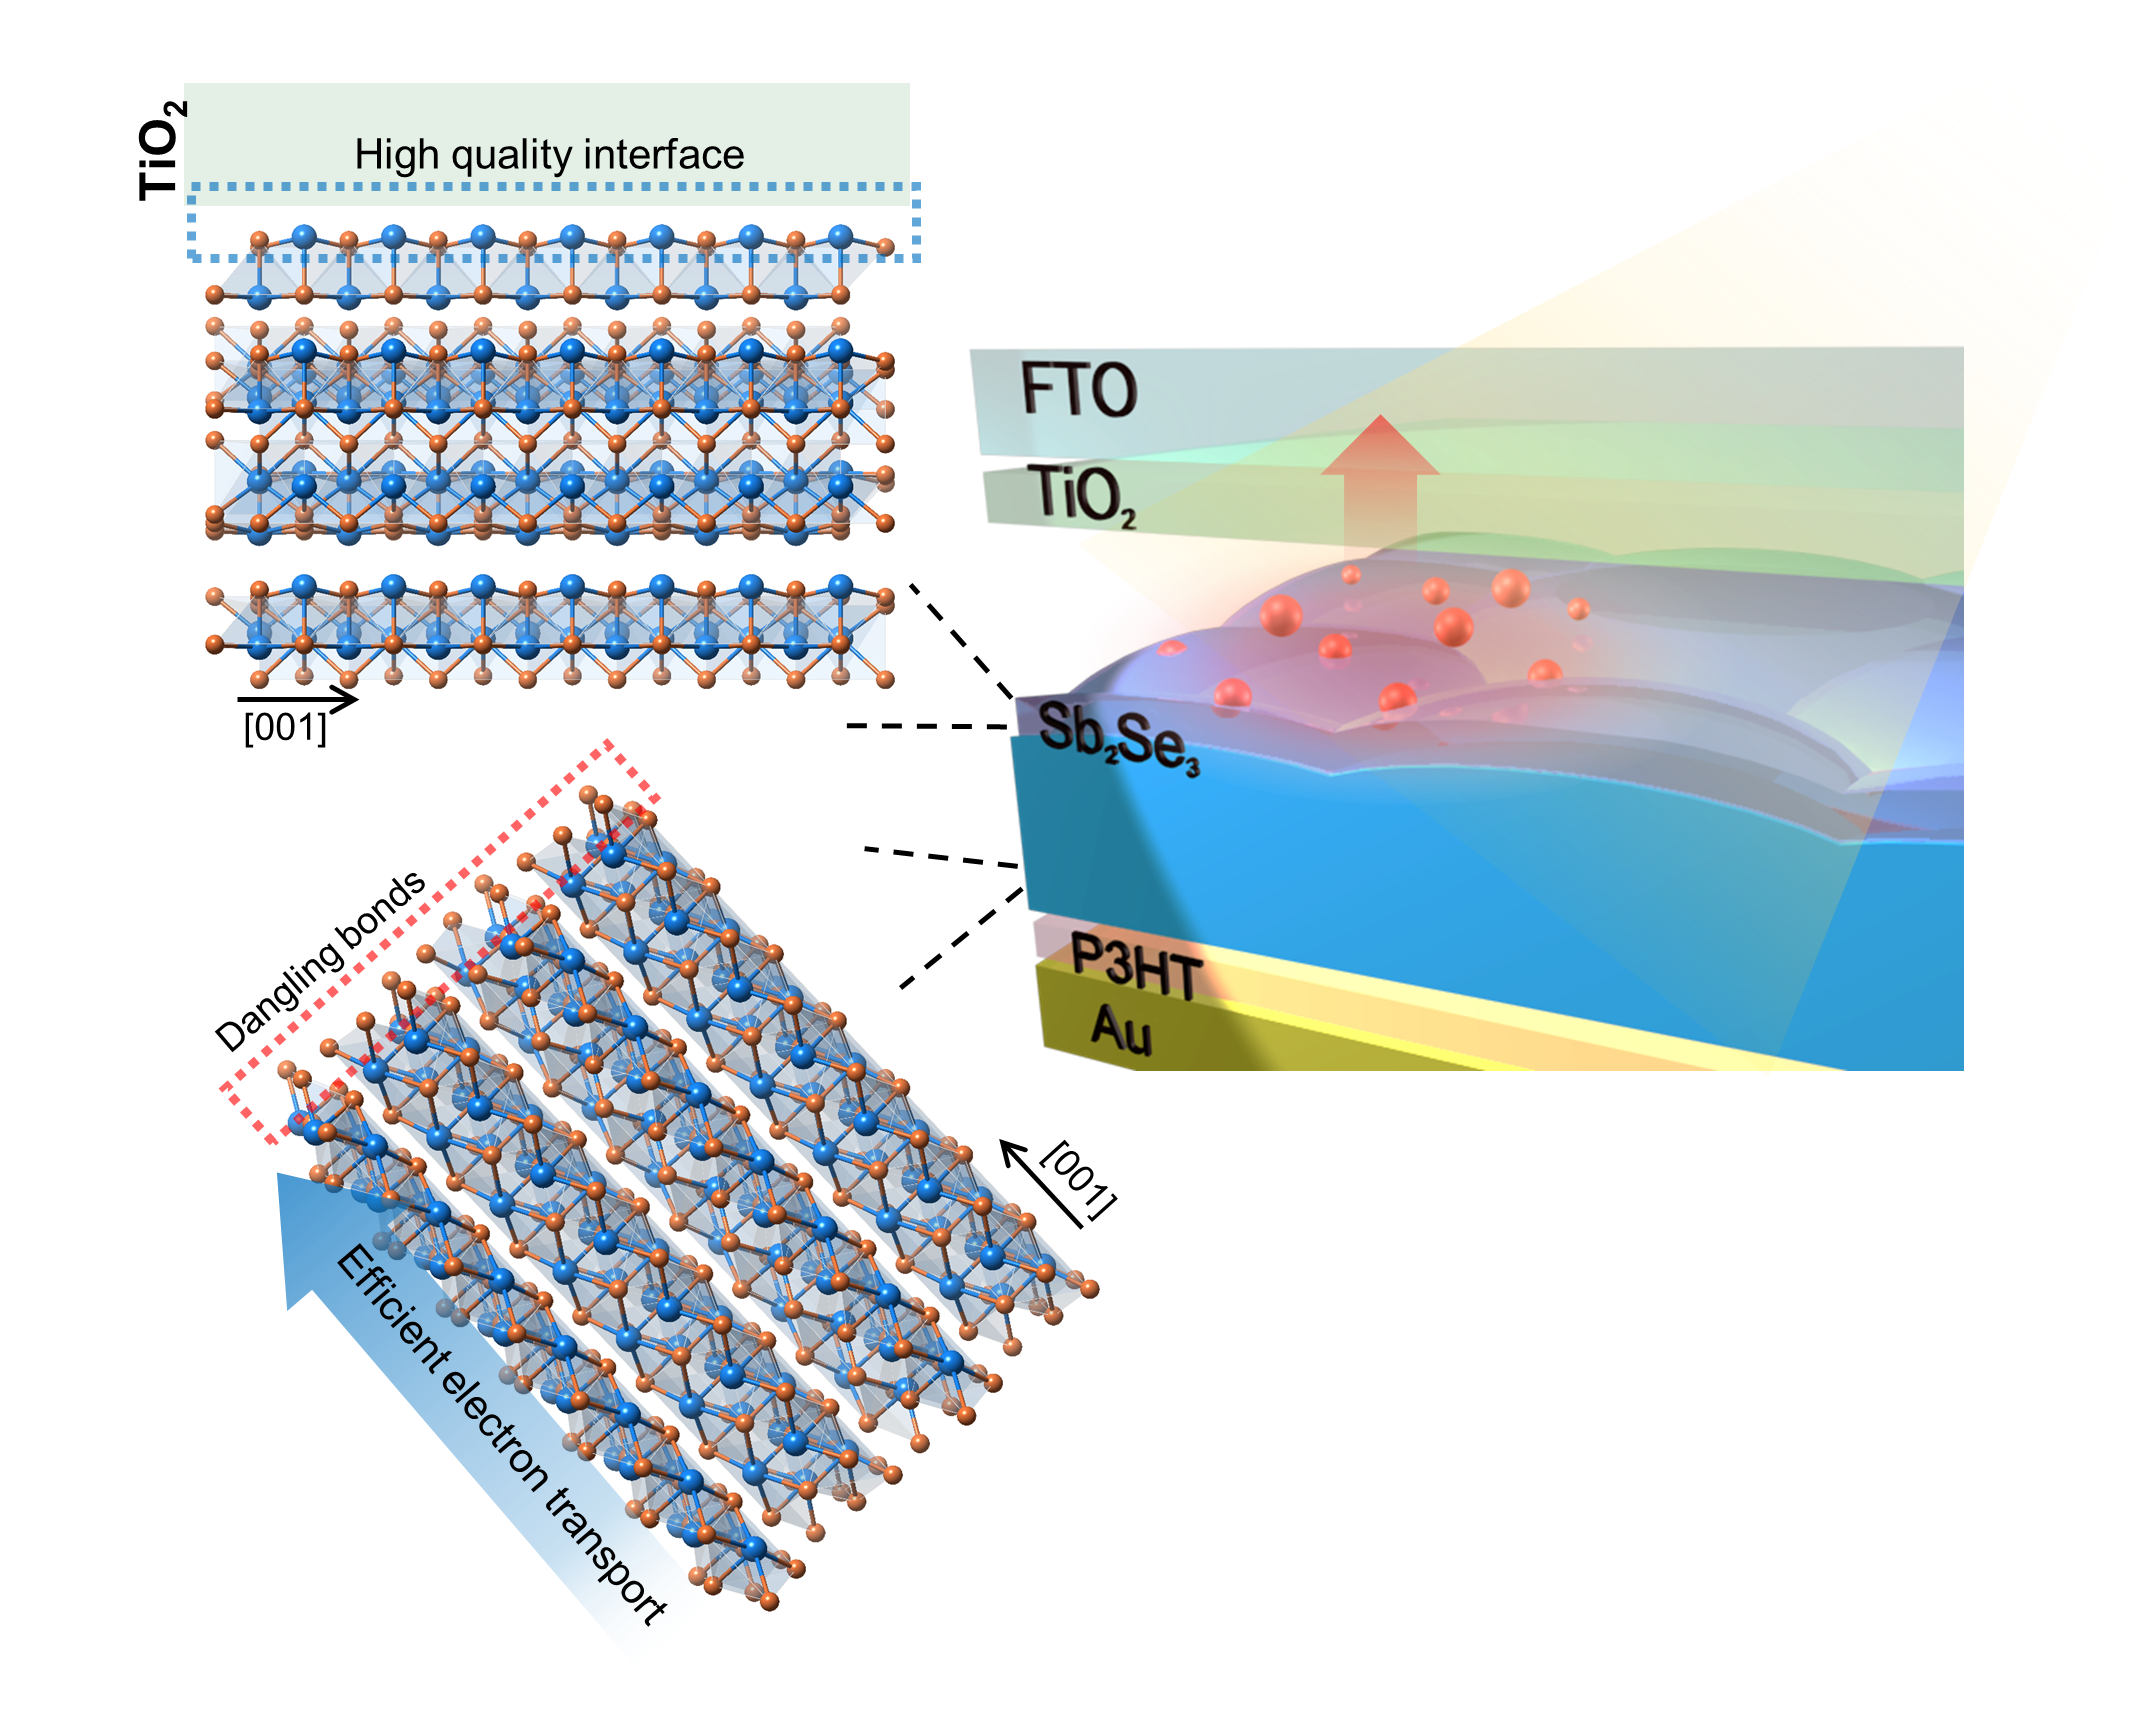 TiO₂
High quality interface
[001]
FTO
TiO₂
Sb₂Se₃
P3HT
Au
Dangling bonds
[001]
Efficient electron transport